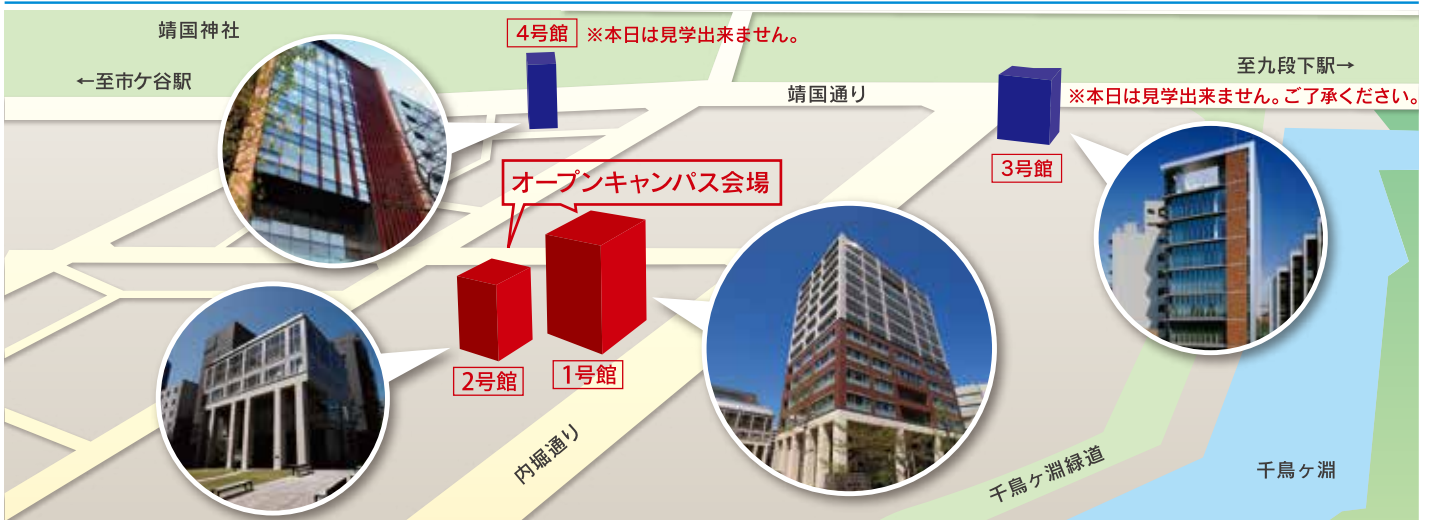 靖国神社
4号館 ※本日は見学出来ません。
←至市ケ谷駅
靖国通り
至九段下駅→
※本日は見学出来ません。ご了承ください。
3号館
オープンキャンパス会場
2号館
1号館
内堀通り
千鳥ヶ淵緑道
千鳥ヶ淵